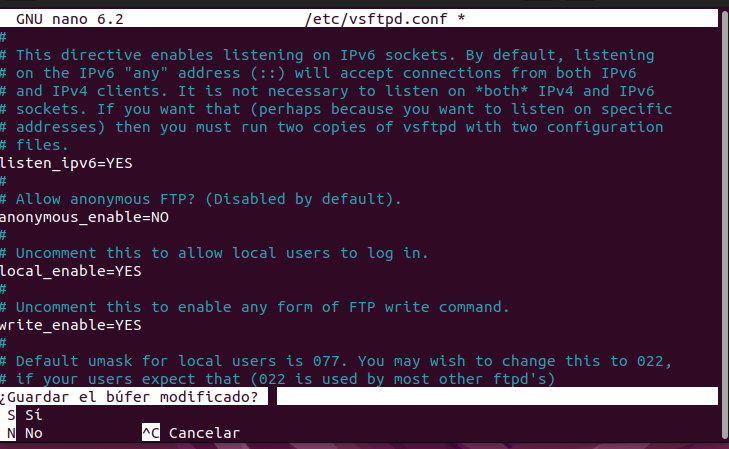 GNU nano 6.2 /etc/vsftpd.conf *
#
# This directive enables listening on IPv6 sockets. By default, listening
# on the IPv6 "any" address (::) will accept connections from both IPv6
# and IPv4 clients. It is not necessary to listen on *both* IPv4 and IPv6
# sockets. If you want that (perhaps because you want to listen on specific
# addresses) then you must run two copies of vsftpd with two configuration
# files.
listen_ipv6=YES
#
# Allow anonymous FTP? (Disabled by default).
anonymous_enable=NO
#
# Uncomment this to allow local users to log in.
local_enable=YES
#
# Uncomment this to enable any form of FTP write command.
write_enable=YES
#
# Default umask for local users is 077. You may wish to change this to 022,
# if your users expect that (022 is used by most other ftpd's)
¿Guardar el búfer modificado?
S Sí
N No ^C Cancelar